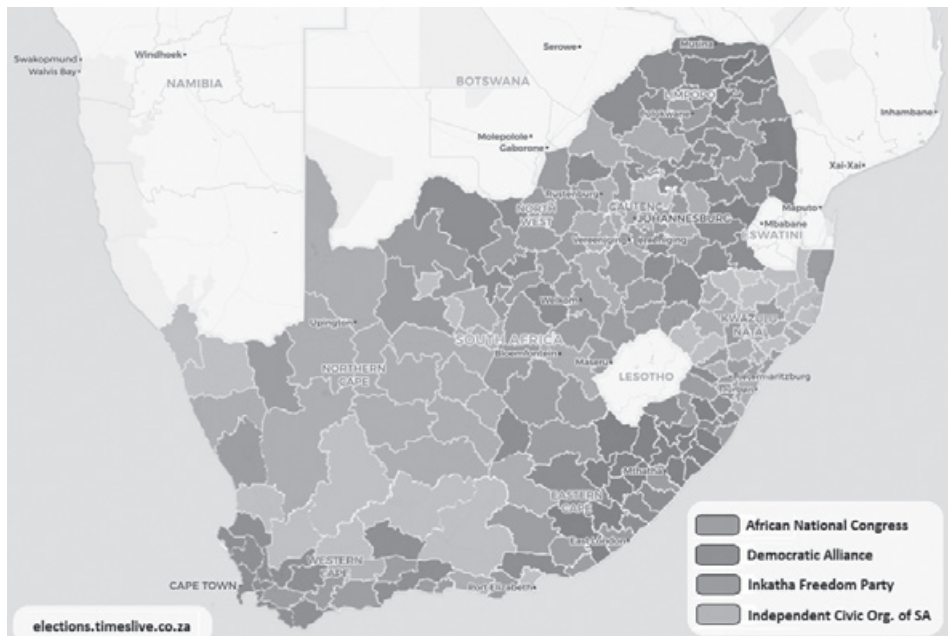 Swakopmund
Walvis Bay
Windhoek
NAMIBIA
BOTSWANA
Serowe
Molepolole
Gaborone
Musina
LIMPOPO
Inhambane
Xai-Xai
Maputo
Mbabane
SWATINI
NORTH
WEST
GAUTENG
JOHANNESBURG
Welkom
Upington
SOUTH AFRICA
Bloemfontein
Maseru
LESOTHO
KWAZULU-
NATAL
Pietermaritzburg
NORTHERN
CAPE
Mthatha
EASTERN
CAPE
East London
WESTERN
CAPE
CAPE TOWN
Port Elizabeth
African National Congress
Democratic Alliance
Inkatha Freedom Party
Independent Civic Org. of SA
elections.timeslive.co.za